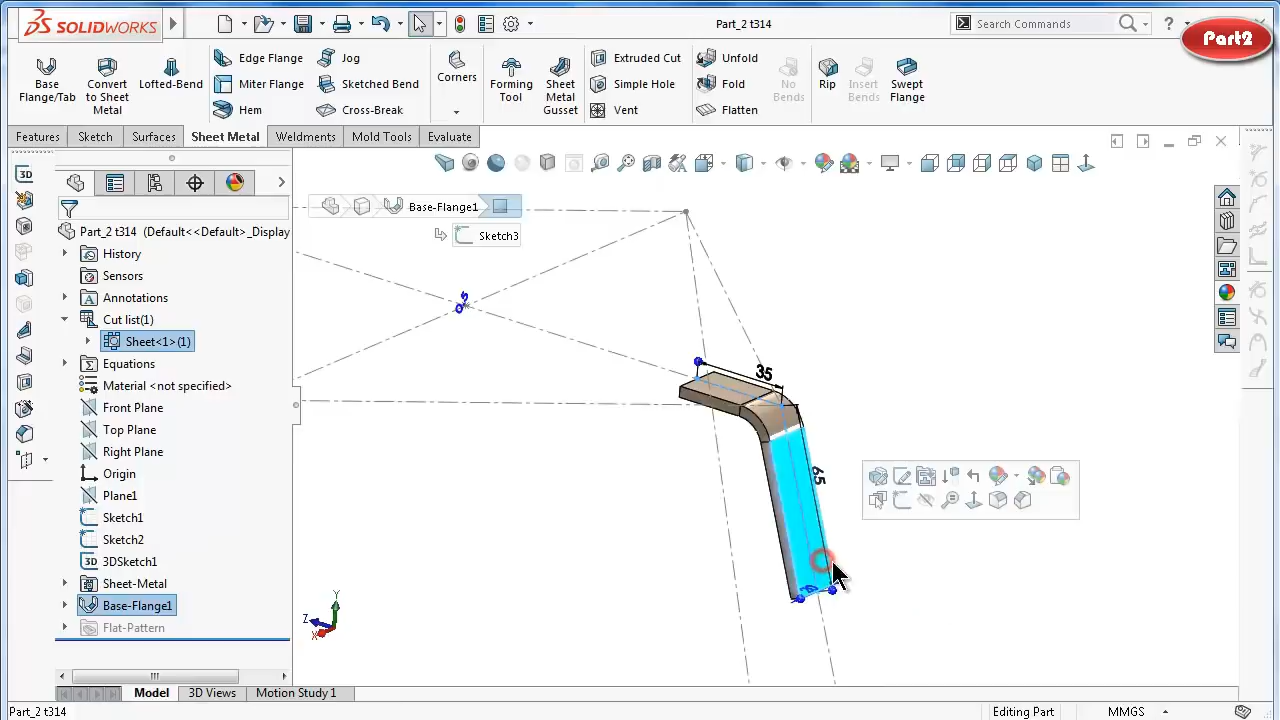 SOLIDWORKS
Part_2 t314
Search Commands
?
Part2
Base Flange/Tab
Convert to Sheet Metal
Lofted-Bend
Edge Flange
Miter Flange
Hem
Jog
Sketched Bend
Cross-Break
Corners
Forming Tool
Sheet Metal Gusset
Extruded Cut
Simple Hole
Vent
Unfold
Fold
Flatten
No Bends
Rip
Insert Bends
Swept Flange
Features
Sketch
Surfaces
Sheet Metal
Weldments
Mold Tools
Evaluate
Base-Flange1
Sketch3
Part_2 t314 (Default<<Default>_Display
History
Sensors
Annotations
Cut list(1)
Sheet<1>(1)
Equations
Material <not specified>
Front Plane
Top Plane
Right Plane
Origin
Plane1
Sketch1
Sketch2
3D 3DSketch1
Sheet-Metal
Base-Flange1
Flat-Pattern
35
65
Y
Z
X
Model
3D Views
Motion Study 1
Part_2 t314
Editing Part
MMGS